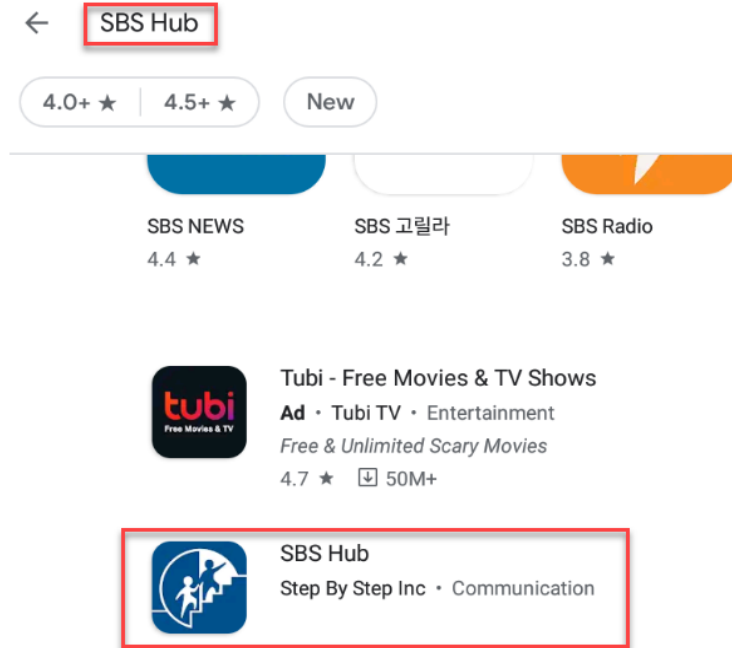 SBS Hub
4.0+ ★ 4.5+ ★ New
SBS NEWS SBS 고릴라 SBS Radio
4.4 ★ 4.2 ★ 3.8 ★
Tubi - Free Movies & TV Shows
Ad • Tubi TV • Entertainment
tubi
Free Movies & TV
Free & Unlimited Scary Movies
4.7 ★ 50M+
SBS Hub
Step By Step Inc • Communication